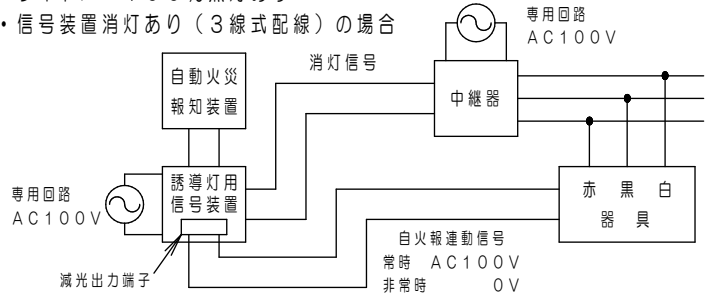 ・信号装置消灯あり（３線式配線）の場合
専用回路
ＡＣ１００Ｖ
消灯信号
自動火災
報知装置
中継器
誘導灯用
信号装置
専用回路
ＡＣ１００Ｖ
赤 黒 白
器 具
自火報連動信号
常時 ＡＣ１００Ｖ
非常時 ０Ｖ
減光出力端子